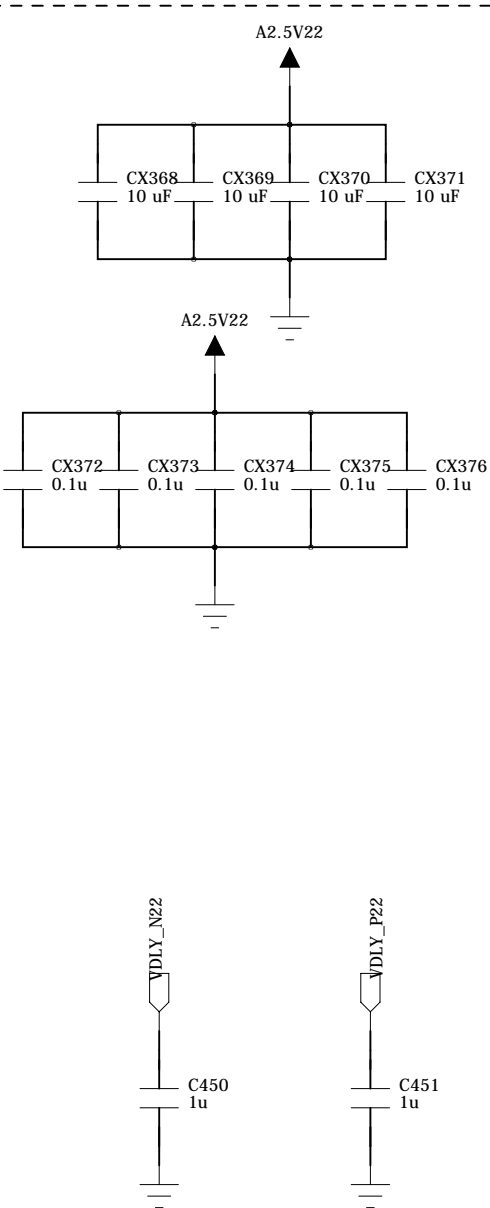 A2.5V22
CX368 CX369 CX370 CX371
10 uF 10 uF 10 uF 10 uF
A2.5V22
CX372 CX373 CX374 CX375 CX376
0.1u 0.1u 0.1u 0.1u 0.1u
VDLY_N22 VDLY_P22
C450 C451
1u 1u